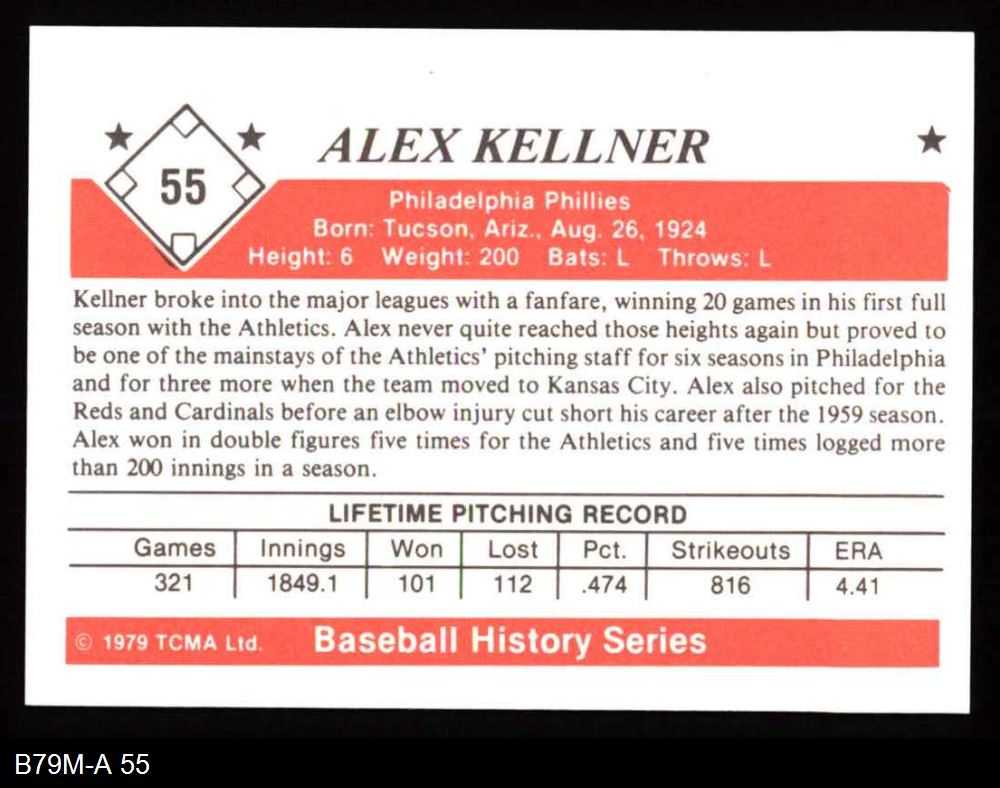 55
ALEX KELLNER
Philadelphia Phillies
Born: Tucson, Ariz., Aug. 26, 1924
Height: 6 Weight: 200 Bats: L Throws: L
Kellner broke into the major leagues with a fanfare, winning 20 games in his first full
season with the Athletics. Alex never quite reached those heights again but proved to
be one of the mainstays of the Athletics' pitching staff for six seasons in Philadelphia
and for three more when the team moved to Kansas City. Alex also pitched for the
Reds and Cardinals before an elbow injury cut short his career after the 1959 season.
Alex won in double figures five times for the Athletics and five times logged more
than 200 innings in a season.
LIFETIME PITCHING RECORD
Games Innings Won Lost Pct. Strikeouts ERA
321 1849.1 101 112 .474 816 4.41
© 1979 TCMA Ltd. Baseball History Series
B79M-A 55